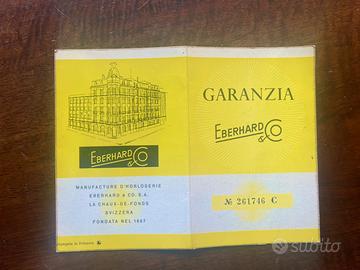 EBERHARD
& CO
MANUFACTURE D'HORLOGERIE
EBERHARD & CO. S.A.
LA CHAUX-DE-FONDS
SVIZZERA
FONDATA NEL 1887
GARANZIA
EBERHARD
& CO
№ 261746 C
subito